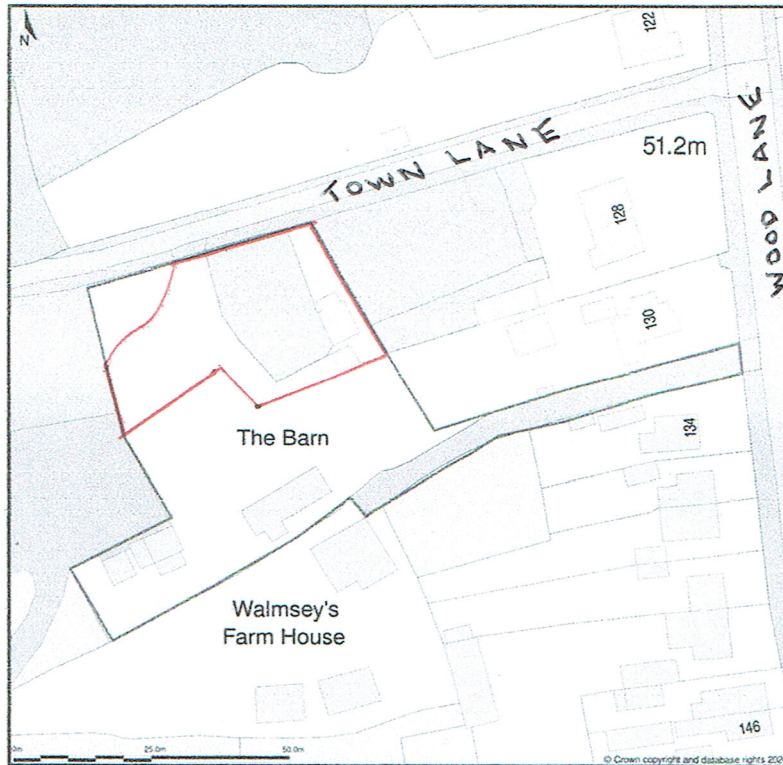 N
122
TOWN LANE
WOOD LANE
51.2m
128
130
The Barn
134
Walmsey's
Farm House
146
25.0m
50.0m
© Crown copyright and database rights